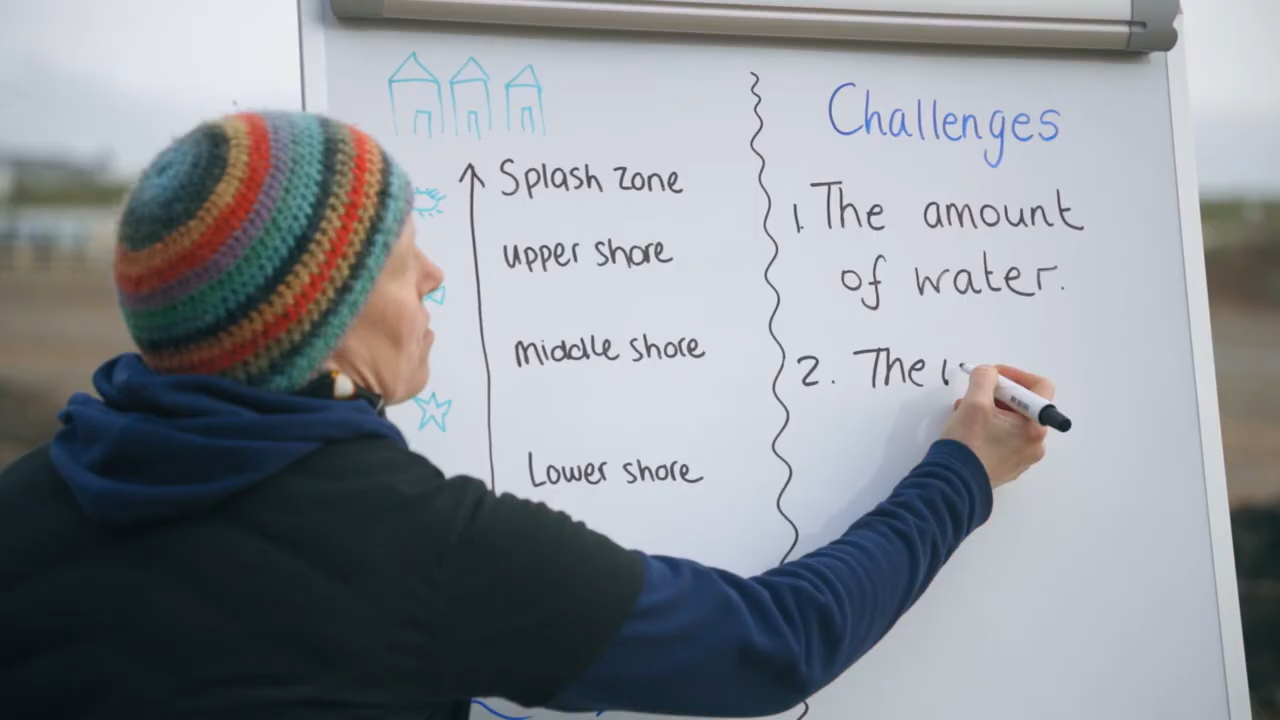 Splash zone
upper shore
middle shore
Lower shore
Challenges
1. The amount
of water.
2. The